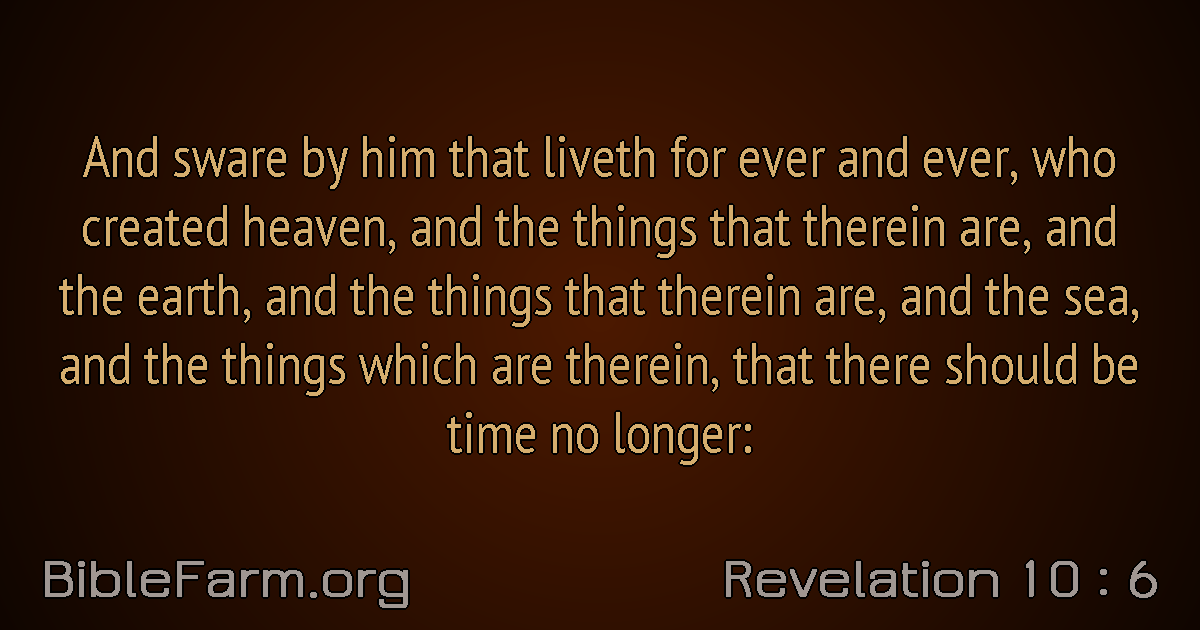 And sware by him that liveth for ever and ever, who
created heaven, and the things that therein are, and
the earth, and the things that therein are, and the sea,
and the things which are therein, that there should be
time no longer:
BibleFarm.org
Revelation 10 : 6